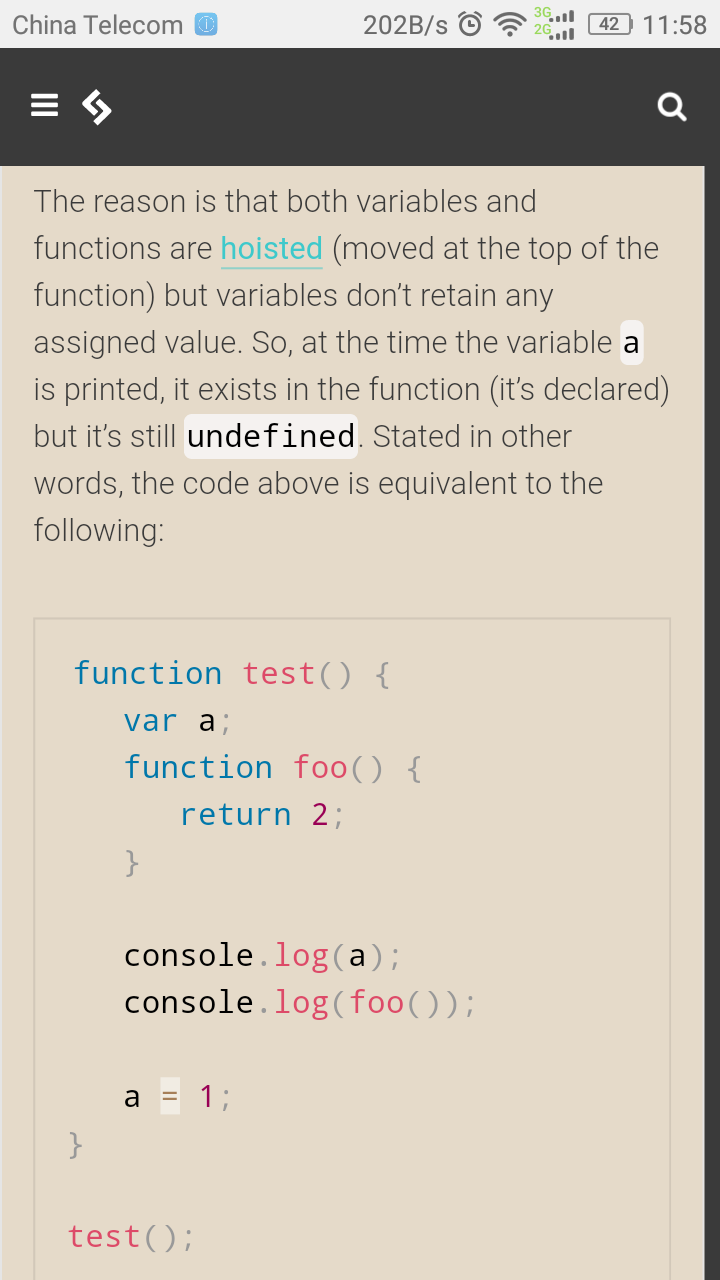 China Telecom 202B/s 3G 2G 42 11:58
The reason is that both variables and
functions are hoisted (moved at the top of the
function) but variables don’t retain any
assigned value. So, at the time the variable a
is printed, it exists in the function (it’s declared)
but it’s still undefined. Stated in other
words, the code above is equivalent to the
following:
function test() {
var a;
function foo() {
return 2;
}
console.log(a);
console.log(foo());
a = 1;
}
test();